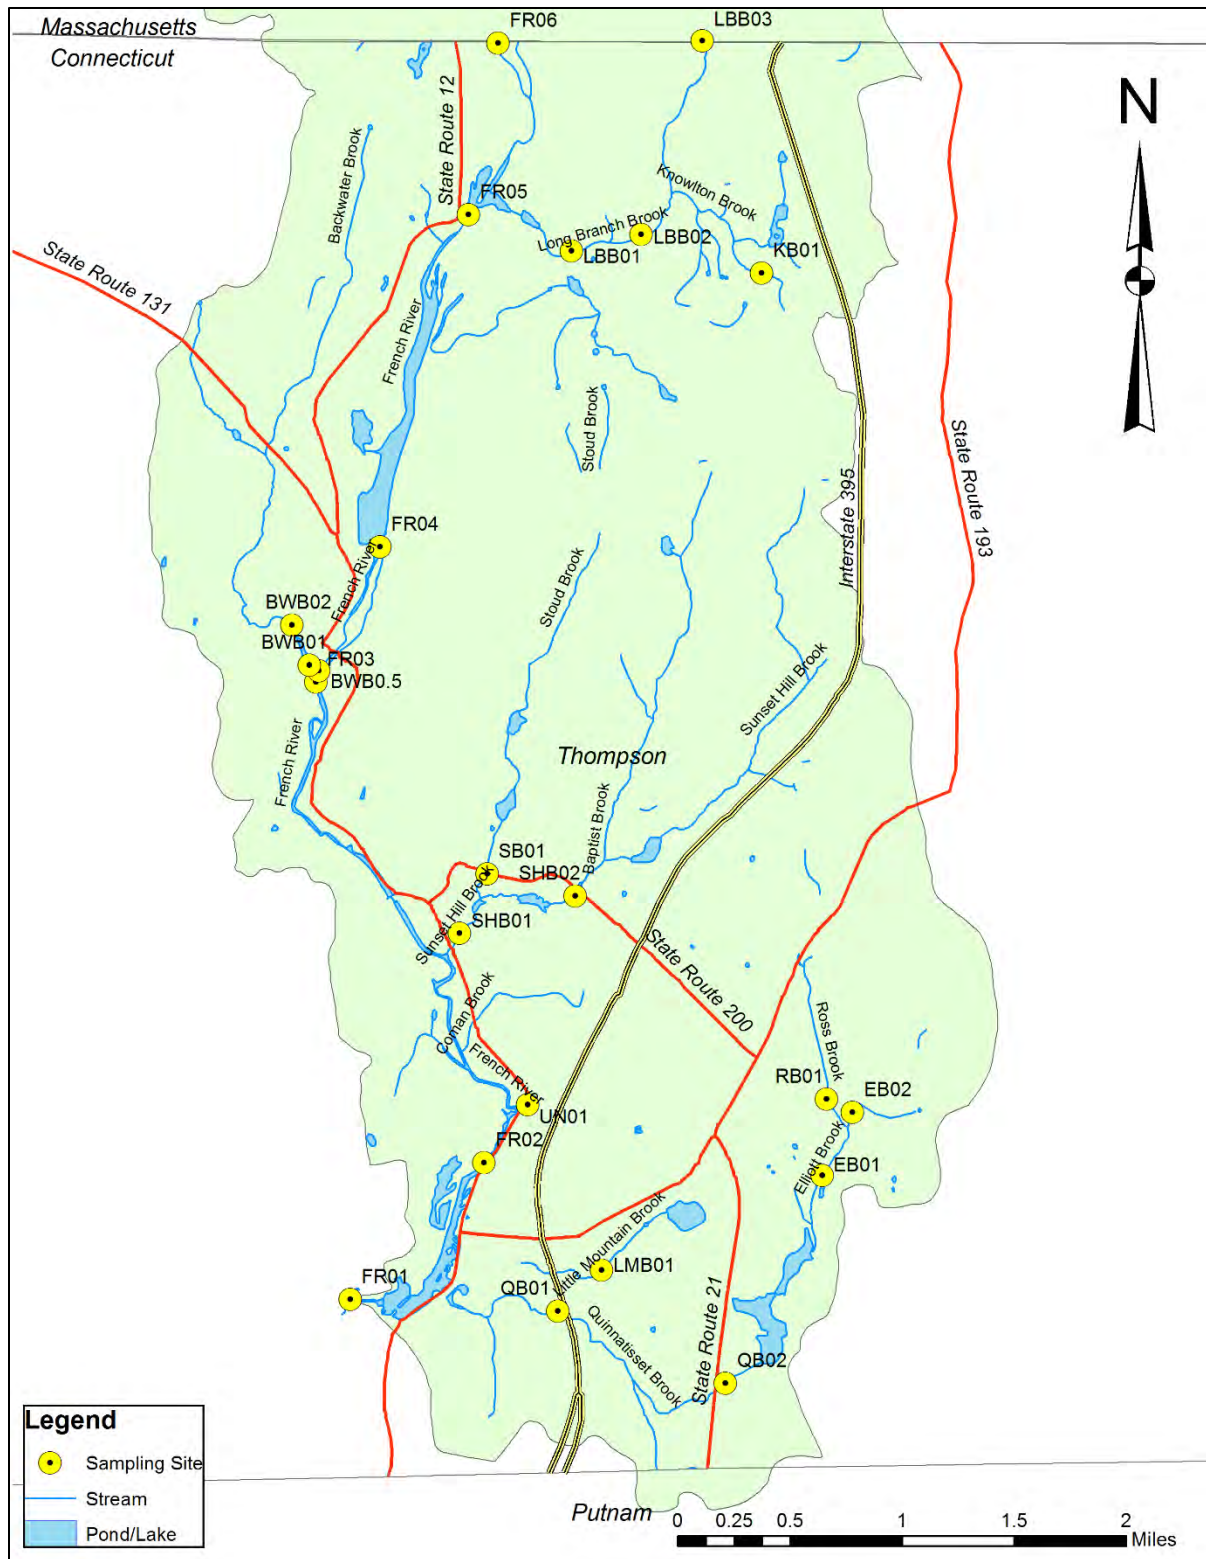 Massachusetts
FR06
LBB03
Connecticut
State Route 12
N
Backwater Brook
Knowlton Brook
FR05
Long Branch Brook
LBB02
LBB01
KB01
State Route 131
French River
Stoud Brook
State Route 193
Interstate 395
FR04
French River
Stoud Brook
BWB02
BWB01
FR03
BWB0.5
Sunset Hill Brook
French River
Thompson
Baptist Brook
SB01
SHB02
Sunset Hill Brook
SHB01
State Route 200
Coman Brook
Ross Brook
French River
RB01
EB02
UN01
FR02
Elliott Brook
EB01
Little Mountain Brook
LMB01
FR01
QB01
Quinnatisset Brook
State Route 21
QB02
Legend
Sampling Site
Stream
Pond/Lake
Putnam
0 0.25 0.5 1 1.5 2
Miles